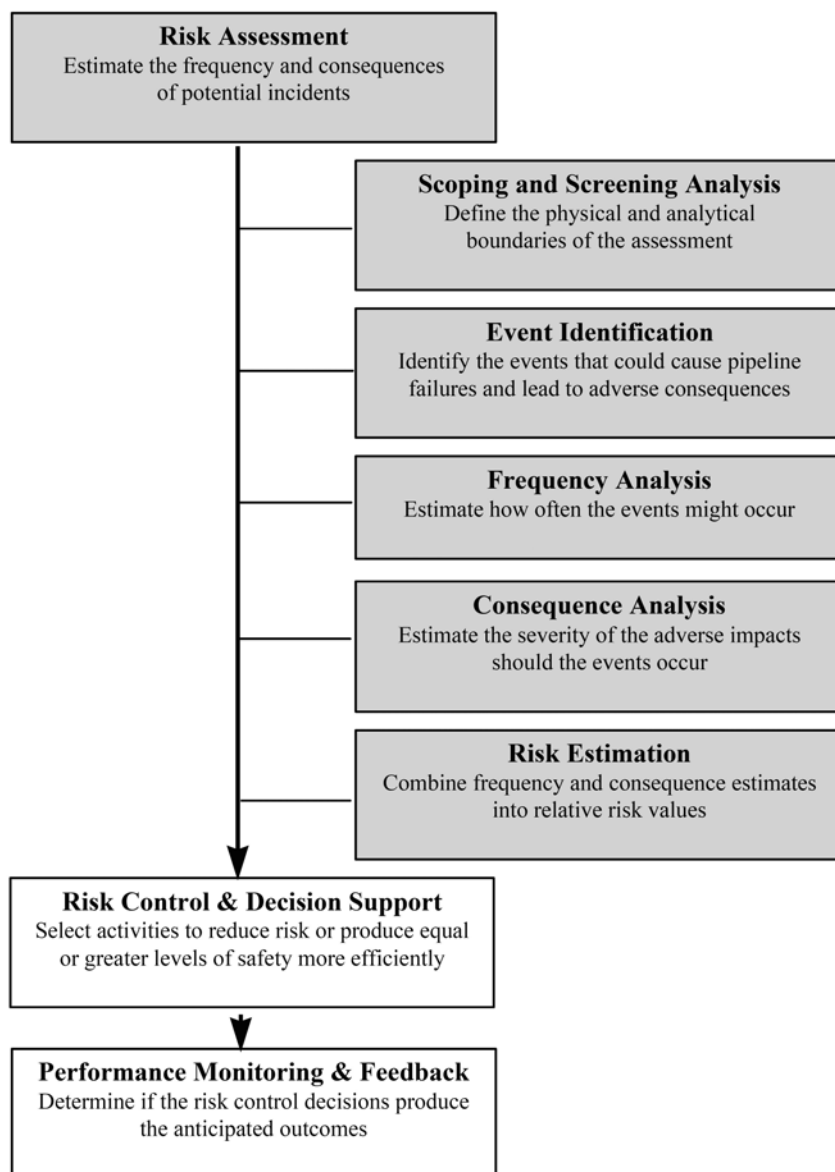 Risk Assessment
Estimate the frequency and consequences
of potential incidents
Scoping and Screening Analysis
Define the physical and analytical
boundaries of the assessment
Event Identification
Identify the events that could cause pipeline
failures and lead to adverse consequences
Frequency Analysis
Estimate how often the events might occur
Consequence Analysis
Estimate the severity of the adverse impacts
should the events occur
Risk Estimation
Combine frequency and consequence estimates
into relative risk values
Risk Control & Decision Support
Select activities to reduce risk or produce equal
or greater levels of safety more efficiently
Performance Monitoring & Feedback
Determine if the risk control decisions produce
the anticipated outcomes